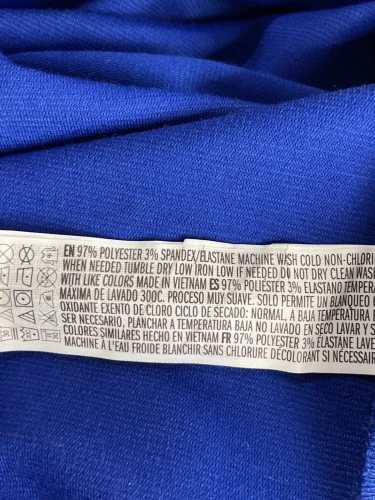 EN 97% POLYESTER 3% SPANDEX/ELASTANE MACHINE WASH COLD NON-CHLORI
WHEN NEEDED TUMBLE DRY LOW IRON LOW IF NEEDED DO NOT DRY CLEAN WASH
WITH LIKE COLORS MADE IN VIETNAM ES 97% POLIÉSTER 3% ELASTANO TEMPERA
MAXIMA DE LAVADO 300C. PROCESO MUY SUAVE. SOLO PERMITE UN BLANQUEO
OXIDANTE EXENTO DE CLORO CICLO DE SECADO: NORMAL, A BAJA TEMPERATURA
SER NECESARIO, PLANCHAR A TEMPERATURA BAJA NO LAVADO EN SECO LAVAR
COLORES SIMILARES HECHO EN VIETNAM FR 97% POLYESTER 3% ELASTANE LAVE
MACHINE À L'EAU FROIDE BLANCHIR SANS CHLORURE DÉCOLORANT SI NÉCESSAIR